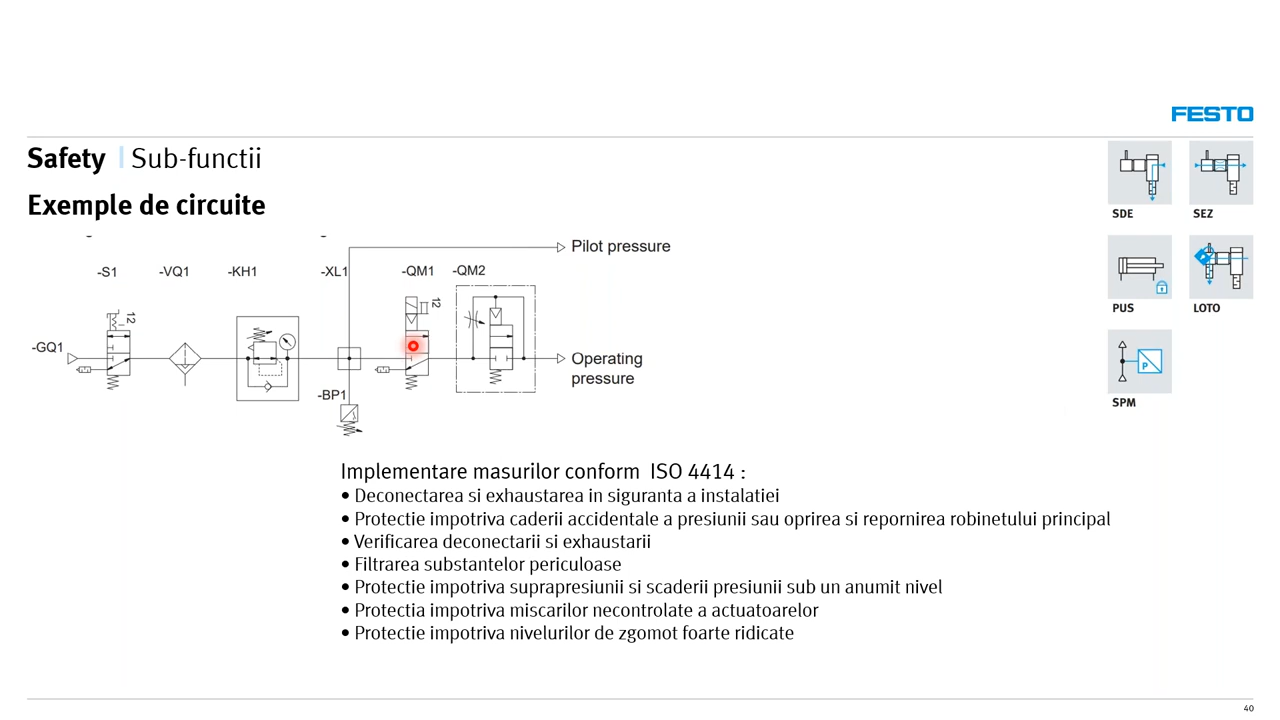 FESTO
Safety | Sub-functii
Exemple de circuite
SDE
SEZ
PUS
LOTO
SPM
P
Pilot pressure
-S1
-VQ1
-KH1
-XL1
-QM1
-QM2
12
12
-GQ1
Operating
pressure
-BP1
Implementare masurilor conform ISO 4414 :
• Deconectarea si exhaustarea in siguranta a instalatiei
• Protectie impotriva caderii accidentale a presiunii sau oprirea si repornirea robinetului principal
• Verificarea deconectarii si exhaustarii
• Filtrarea substantelor periculoase
• Protectie impotriva suprapresiunii si scaderii presiunii sub un anumit nivel
• Protectia impotriva miscarilor necontrolate a actuatoarelor
• Protectie impotriva nivelurilor de zgomot foarte ridicate
40